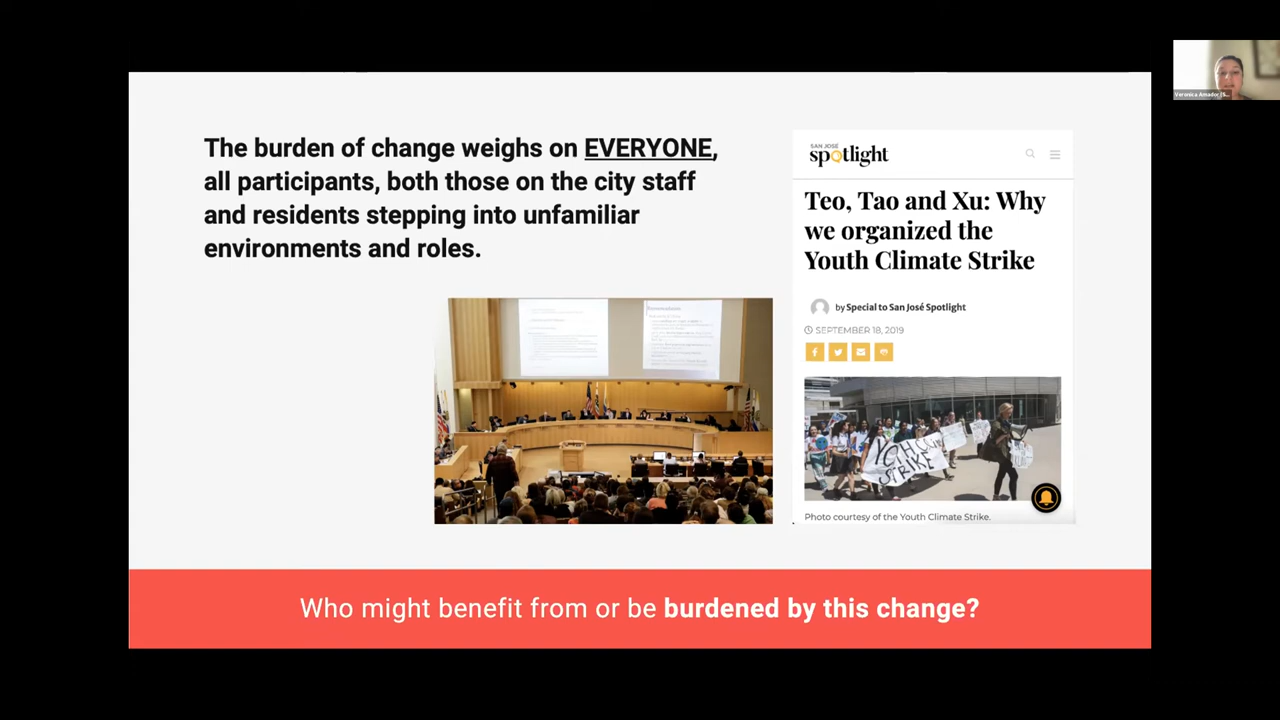 The burden of change weighs on EVERYONE,
all participants, both those on the city staff
and residents stepping into unfamiliar
environments and roles.
SAN JOSÉ
spotlight
Teo, Tao and Xu: Why
we organized the
Youth Climate Strike
by Special to San José Spotlight
SEPTEMBER 18, 2019
STRIKE
Photo courtesy of the Youth Climate Strike.
Who might benefit from or be burdened by this change?
Veronica Amador (S...